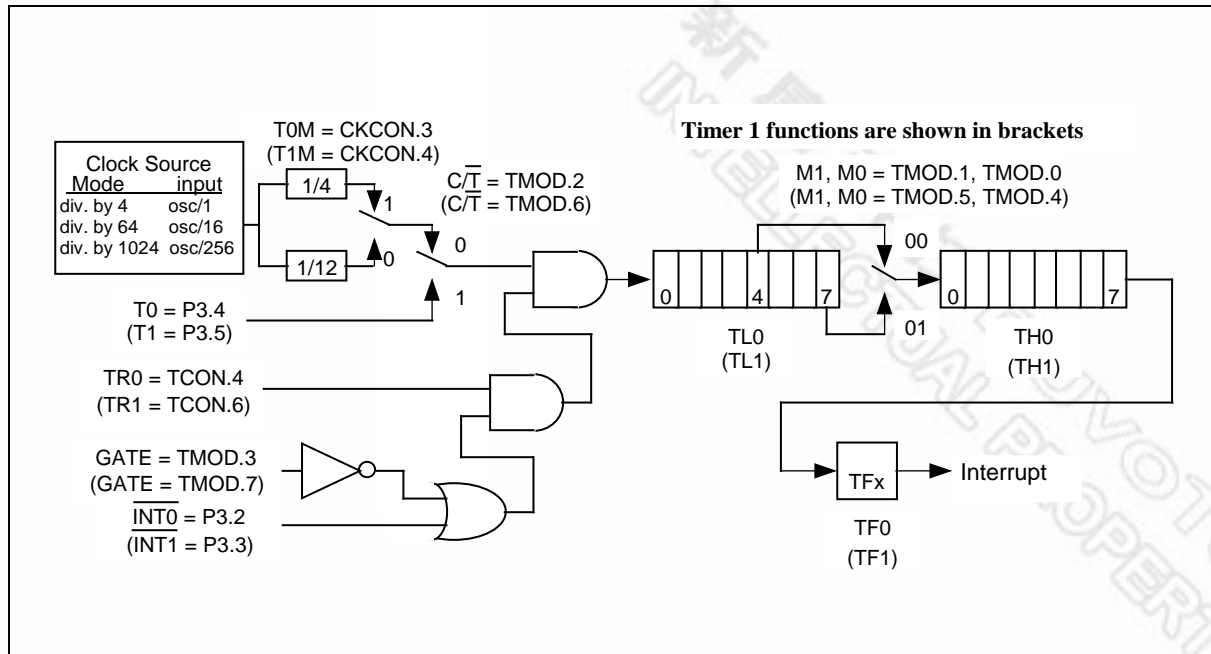 Timer 1 functions are shown in brackets
T0M = CKCON.3
(T1M = CKCON.4)
Clock Source
Mode input
div. by 4 osc/1
div. by 64 osc/16
div. by 1024 osc/256
1/4
1/12
1
0
C/T̅ = TMOD.2
(C/T̅ = TMOD.6)
0
1
M1, M0 = TMOD.1, TMOD.0
(M1, M0 = TMOD.5, TMOD.4)
00
01
0 4 7
TL0
(TL1)
0 7
TH0
(TH1)
T0 = P3.4
(T1 = P3.5)
TR0 = TCON.4
(TR1 = TCON.6)
GATE = TMOD.3
(GATE = TMOD.7)
I̅N̅T̅0̅ = P3.2
(I̅N̅T̅1̅ = P3.3)
TFx
Interrupt
TF0
(TF1)